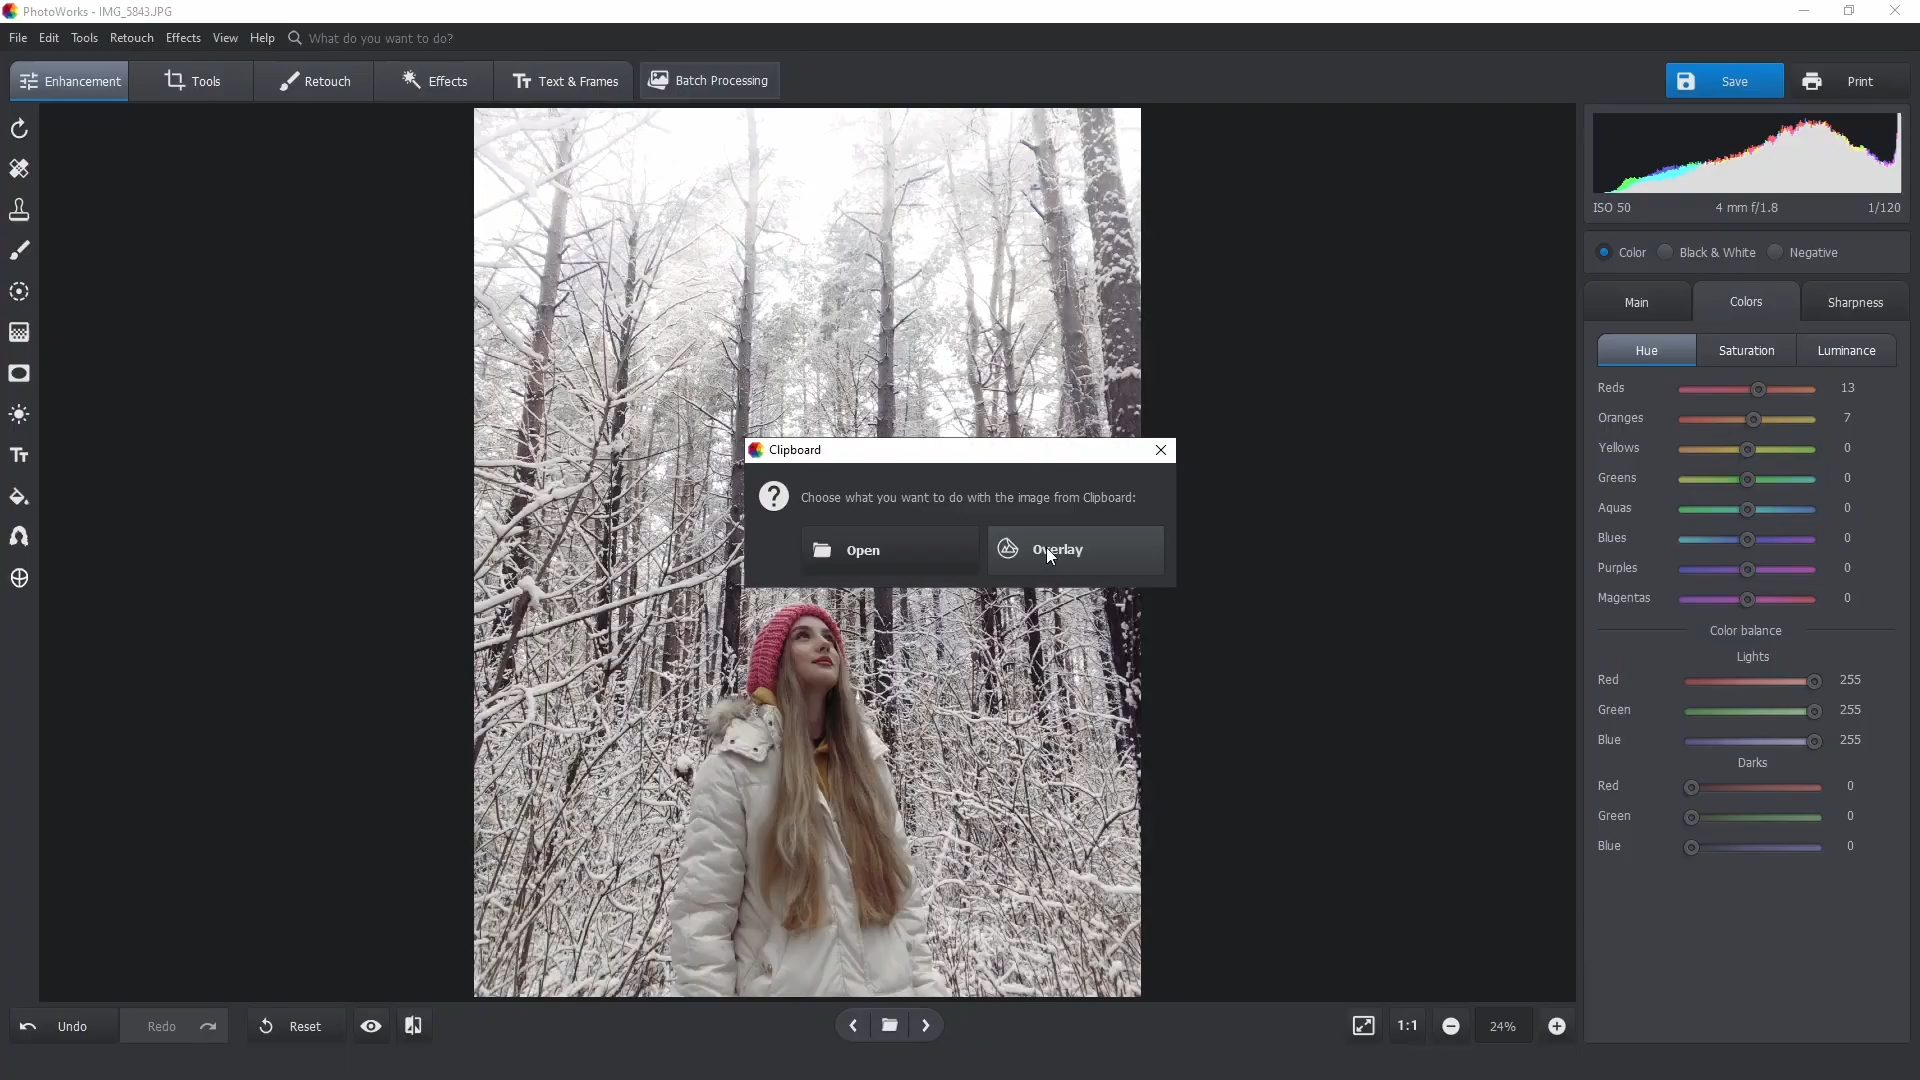 PhotoWorks - IMG_5843.JPG
File Edit Tools Retouch Effects View Help What do you want to do?
Enhancement Tools Retouch Effects Text & Frames Batch Processing Save Print
ISO 50 4 mm f/1.8 1/120
Color Black & White Negative
Main Colors Sharpness
Hue Saturation Luminance
Reds 13
Oranges 7
Yellows 0
Greens 0
Aquas 0
Blues 0
Purples 0
Magentas 0
Color balance
Lights
Red 255
Green 255
Blue 255
Darks
Red 0
Green 0
Blue 0
Clipboard
Choose what you want to do with the image from Clipboard:
Open Overlay
Undo Redo Reset 1:1 24%